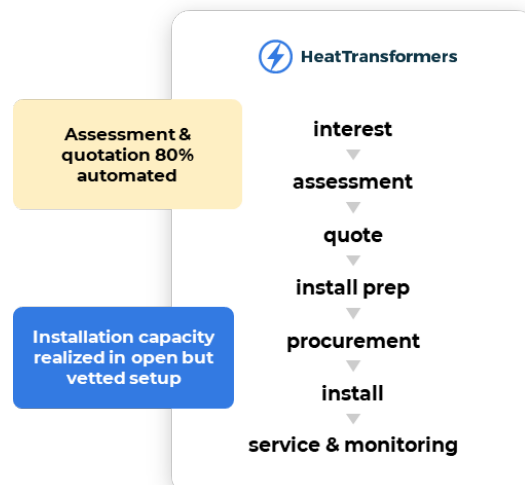 HeatTransformers
Assessment &
quotation 80%
automated
interest
assessment
quote
install prep
Installation capacity
realized in open but
vetted setup
procurement
install
service & monitoring